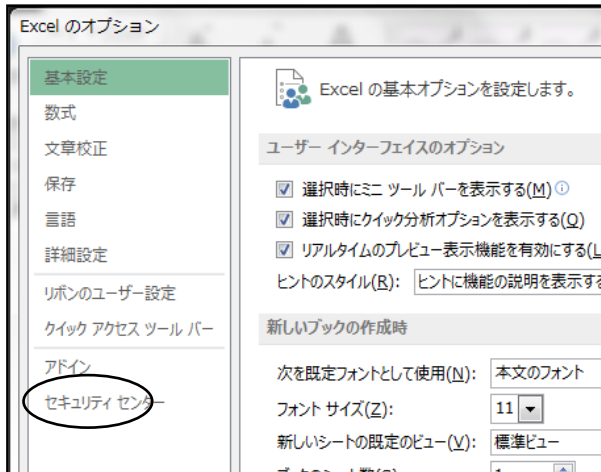 Excel のオプション
基本設定
数式
文章校正
保存
言語
詳細設定
リボンのユーザー設定
クイック アクセス ツール バー
アドイン
セキュリティ センター
Excel の基本オプションを設定します。
ユーザー インターフェイスのオプション
選択時にミニ ツール バーを表示する(M)
選択時にクイック分析オプションを表示する(Q)
リアルタイムのプレビュー表示機能を有効にする(L
ヒントのスタイル(R): ヒントに機能の説明を表示する
新しいブックの作成時
次を既定フォントとして使用(N): 本文のフォント
フォント サイズ(Z): 11
新しいシートの既定のビュー(V): 標準ビュー